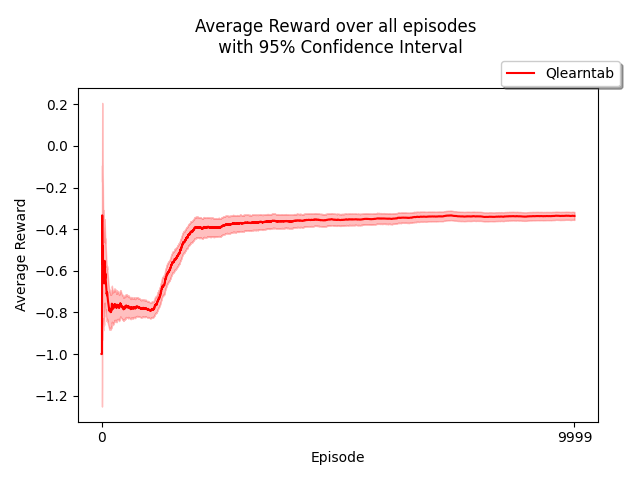 Average Reward over all episodes
with 95% Confidence Interval
Qlearntab
0.2
0.0
−0.2
−0.4
−0.6
−0.8
−1.0
−1.2
Average Reward
0
9999
Episode